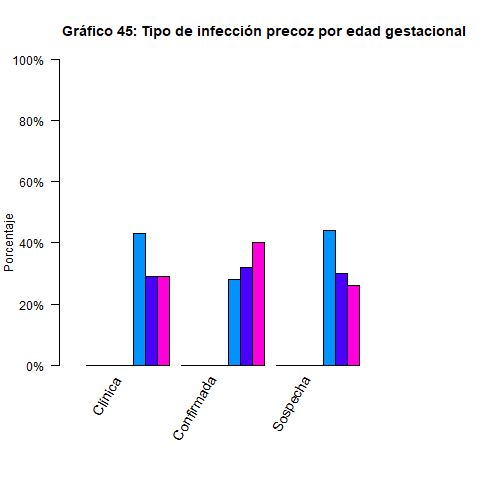 Gráfico 45: Tipo de infección precoz por edad gestacional
100%
80%
60%
40%
20%
0%
Porcentaje
Clínica
Confirmada
Sospecha